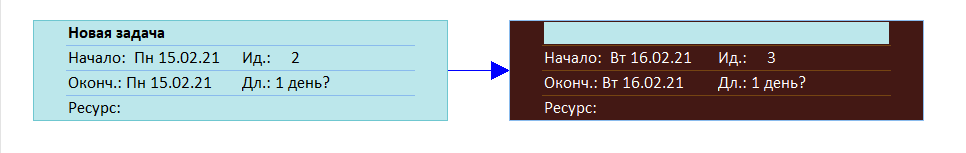 Новая задача
Начало: Пн 15.02.21 Ид.: 2
Оконч.: Пн 15.02.21 Дл.: 1 день?
Ресурс:
Начало: Вт 16.02.21 Ид.: 3
Оконч.: Вт 16.02.21 Дл.: 1 день?
Ресурс: